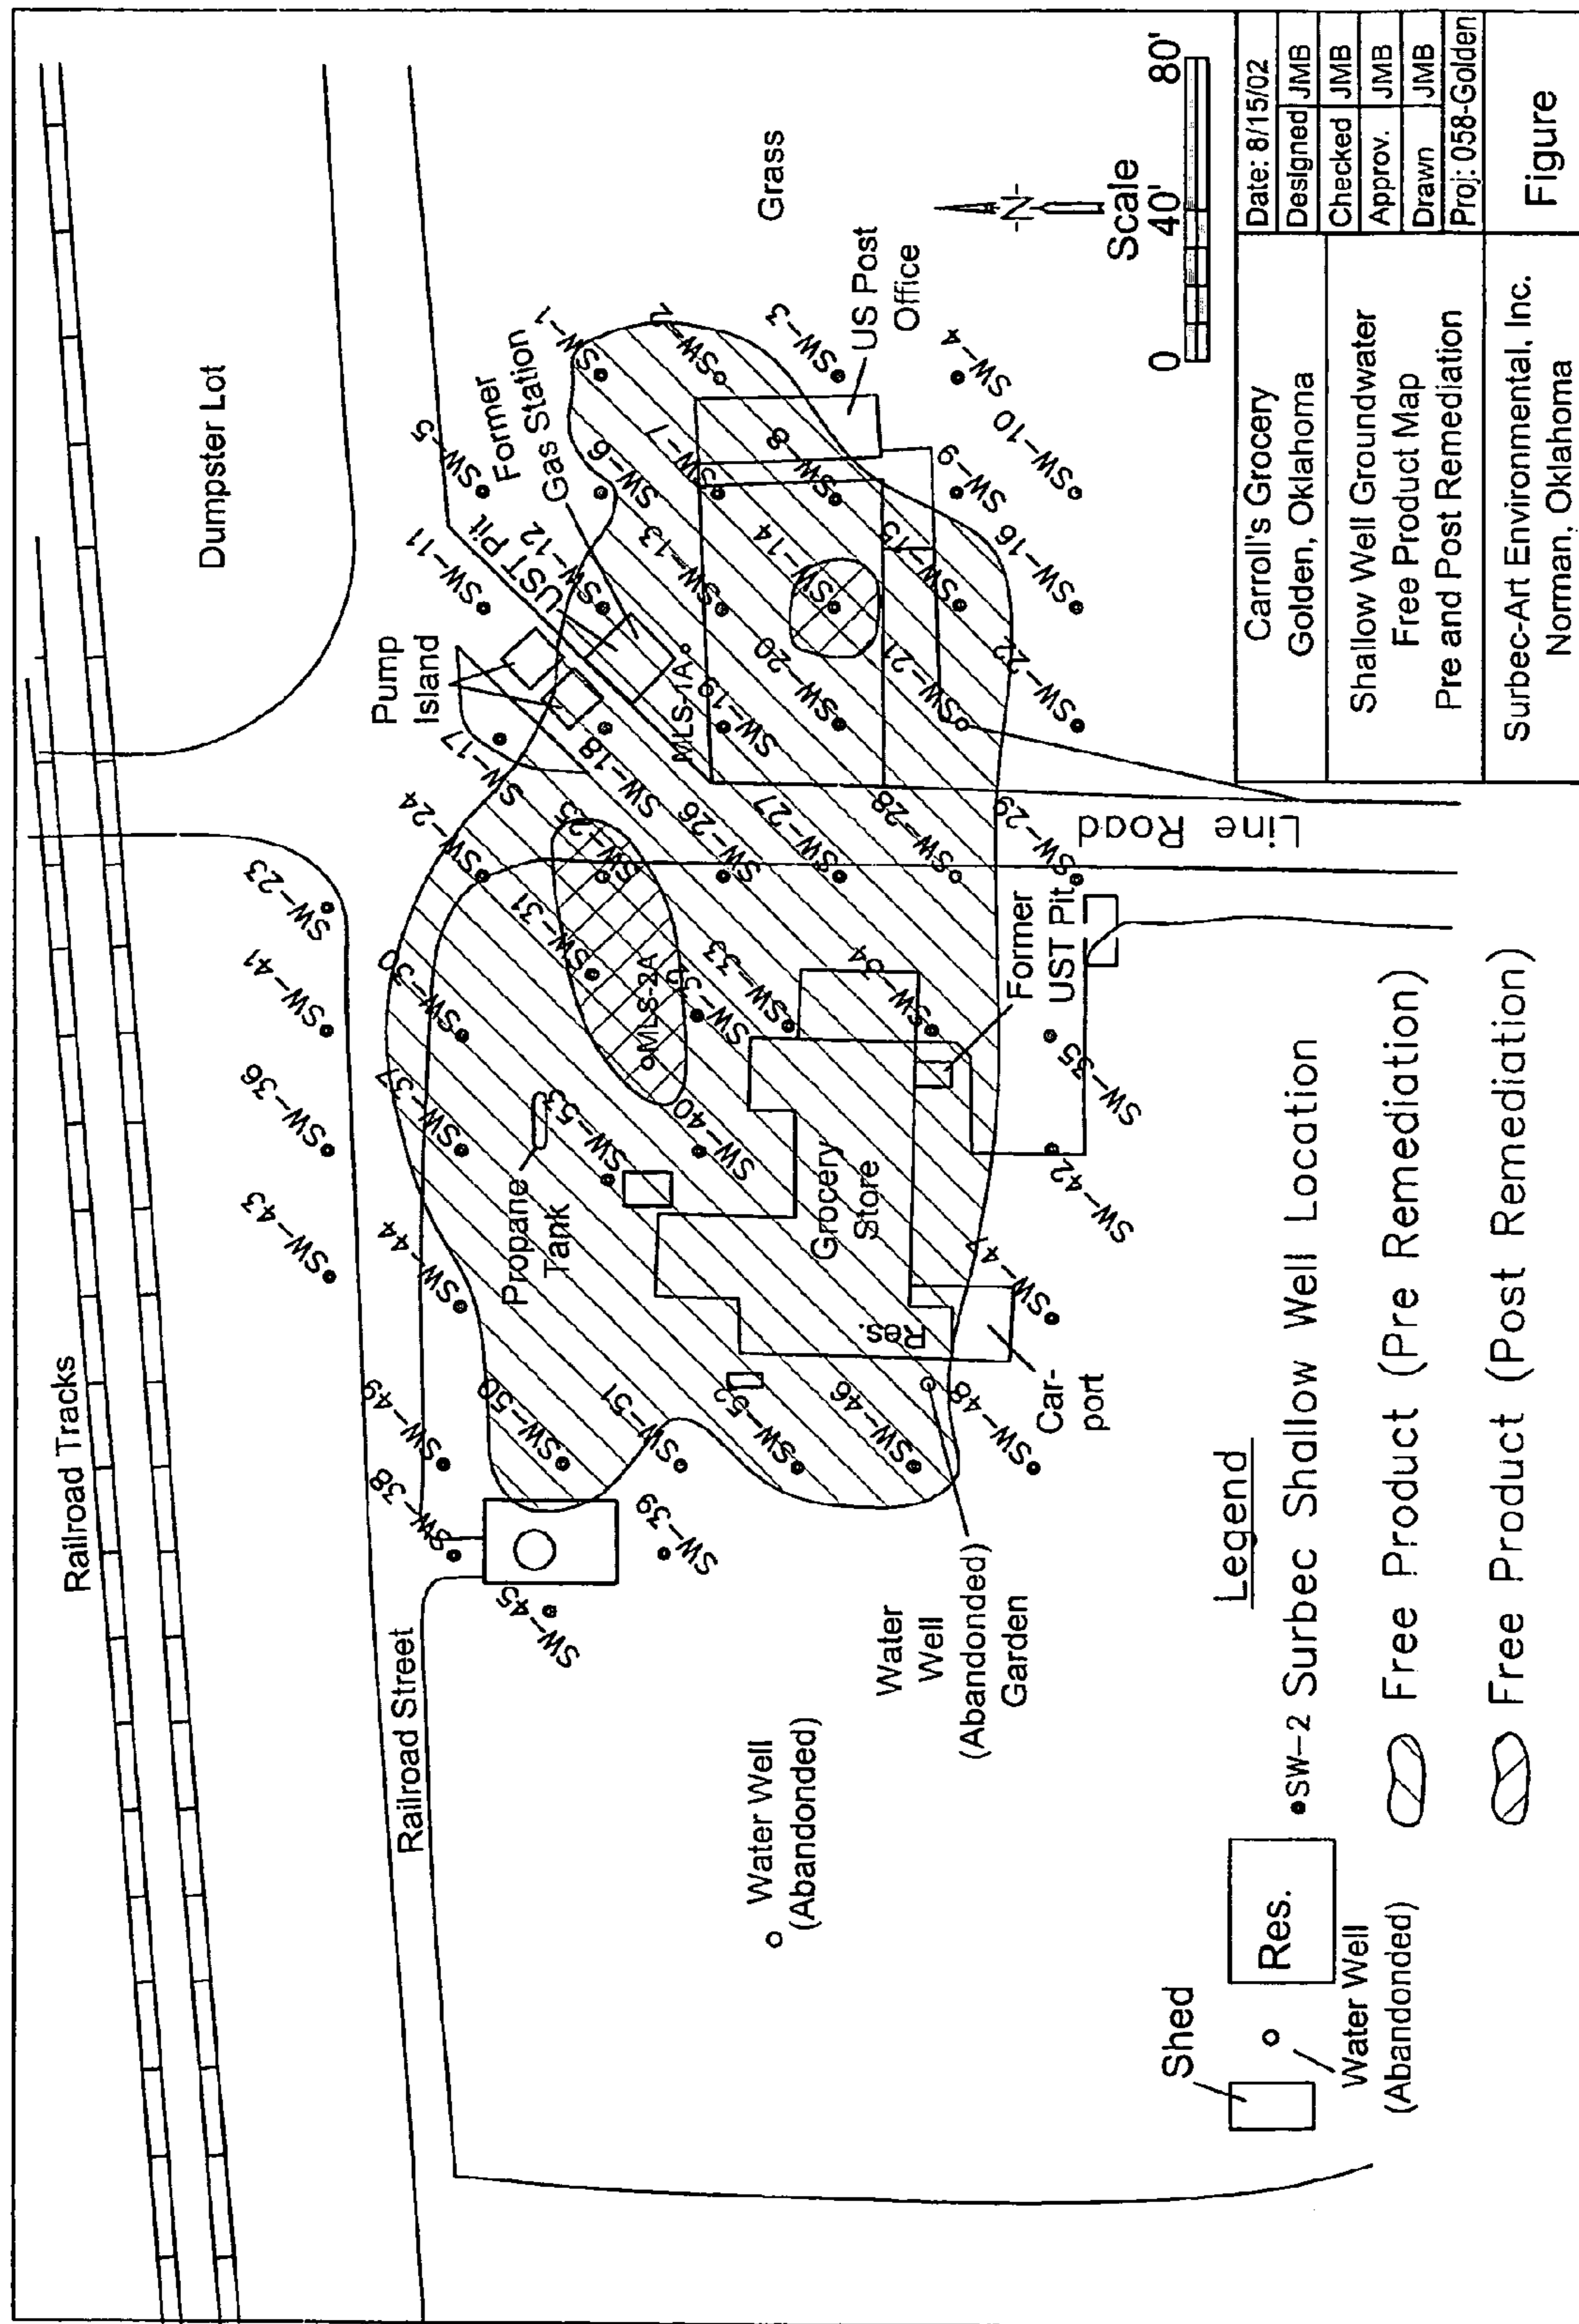 Railroad Tracks
Dumpster Lot
Railroad Street
SW-43
SW-36
SW-41
SW-23
SW-5
SW-11
Pump
Island
UST Pit
Former
Gas Station
SW-12
SW-1
SW-2
SW-3
SW-4
SW-6
SW-7
SW-8
SW-9
SW-10
SW-13
SW-14
SW-15
SW-16
SW-17
SW-18
MLS-1A
SW-19
SW-20
SW-21
SW-22
SW-24
SW-25
SW-26
SW-27
SW-28
SW-29
SW-30
SW-31
MLS-2A
SW-32
SW-33
SW-34
SW-35
SW-37
SW-53
SW-40
SW-42
SW-44
SW-47
SW-49
SW-50
SW-51
SW-52
SW-46
SW-48
SW-38
SW-39
SW-45
Propane
Tank
Grocery
Store
Res.
Car-
port
Former
UST Pit
Line Road
US Post
Office
Grass
Water
Well
(Abandonded)
Garden
Water Well
(Abandonded)
Shed
Res.
Water Well
(Abandonded)
N
Scale
0 40' 80'
Legend
SW-2 Surbec Shallow Well Location
Free Product (Pre Remediation)
Free Product (Post Remediation)
Carroll's Grocery
Golden, Oklahoma
Shallow Well Groundwater
Free Product Map
Pre and Post Remediation
Surbec-Art Environmental, Inc.
Norman, Oklahoma
Date: 8/15/02
Designed JMB
Checked JMB
Approv. JMB
Drawn JMB
Proj: 058-Golden
Figure